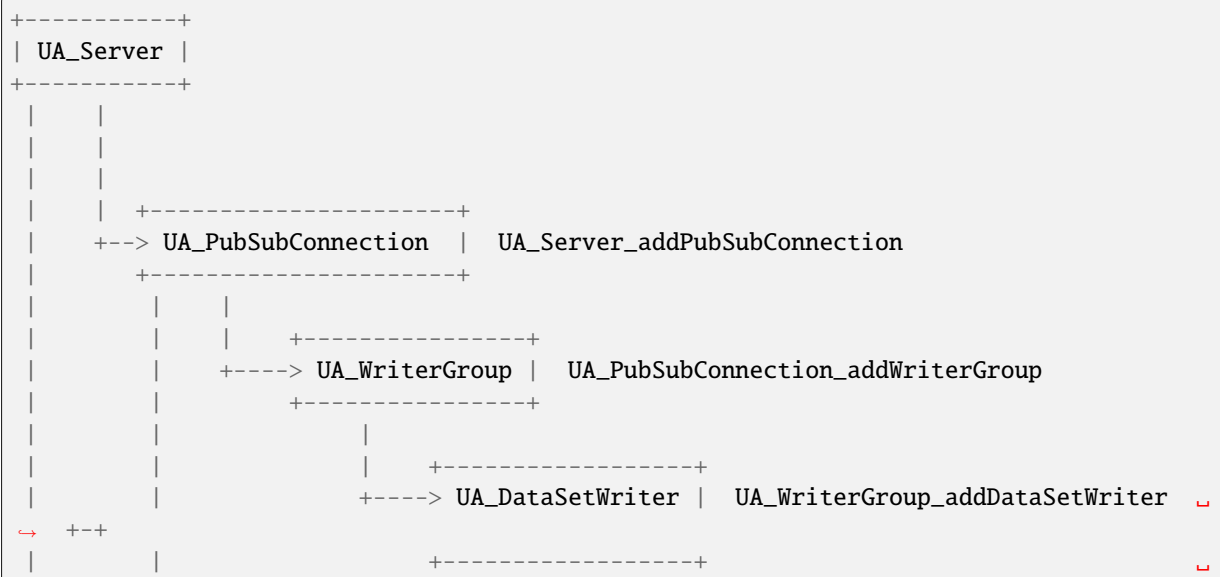 +-----------+
| UA_Server |
+-----------+
 |    |
 |    |
 |    |
 |    |  +----------------------+
 |    +--> UA_PubSubConnection  |  UA_Server_addPubSubConnection
 |       +----------------------+
 |        |    |
 |        |    |    +-----------------+
 |        |    +----> UA_WriterGroup |  UA_PubSubConnection_addWriterGroup
 |        |         +-----------------+
 |        |              |
 |        |              |    +------------------+
 |        |              +----> UA_DataSetWriter |  UA_WriterGroup_addDataSetWriter  ␣
↪  +-+
 |        |                   +------------------+                                   ␣